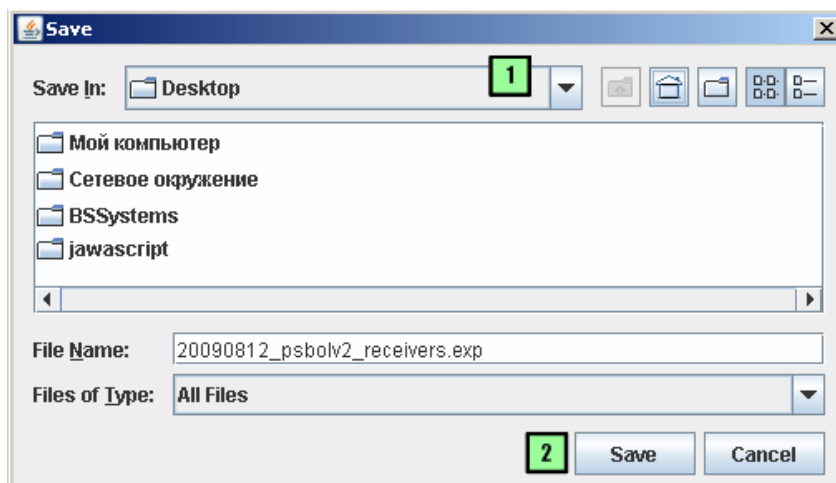 Save
Save In: Desktop 1
Мой компьютер
Сетевое окружение
BSSystems
jawascript
File Name: 20090812_psbolv2_receivers.exp
Files of Type: All Files
2 Save Cancel